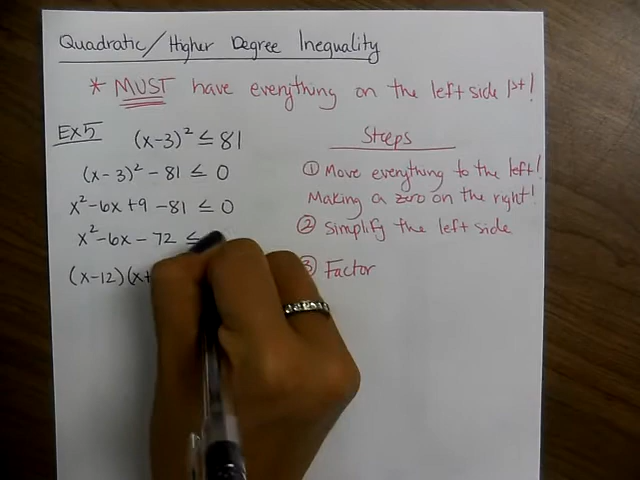 Quadratic/Higher Degree Inequality
* MUST have everything on the left side 1st!
Ex 5
(x-3)² ≤ 81
(x-3)² - 81 ≤ 0
x² - 6x + 9 - 81 ≤ 0
x² - 6x - 72 ≤
(x-12)(x+
Steps
① Move everything to the left!
Making a zero on the right!
② Simplify the left side
③ Factor